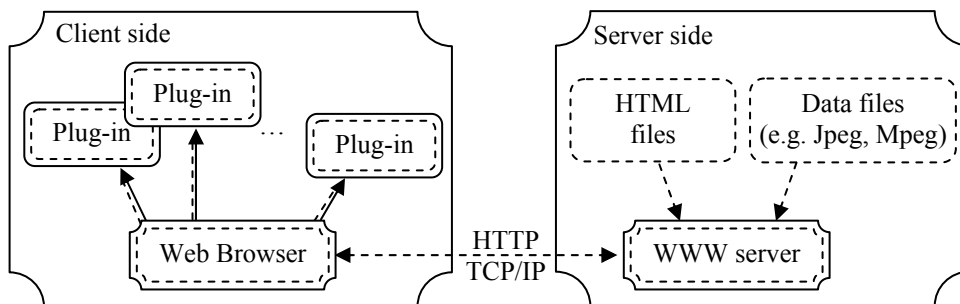 Client side
Plug-in
Plug-in
...
Plug-in
Web Browser
HTTP
TCP/IP
Server side
HTML
files
Data files
(e.g. Jpeg, Mpeg)
WWW server